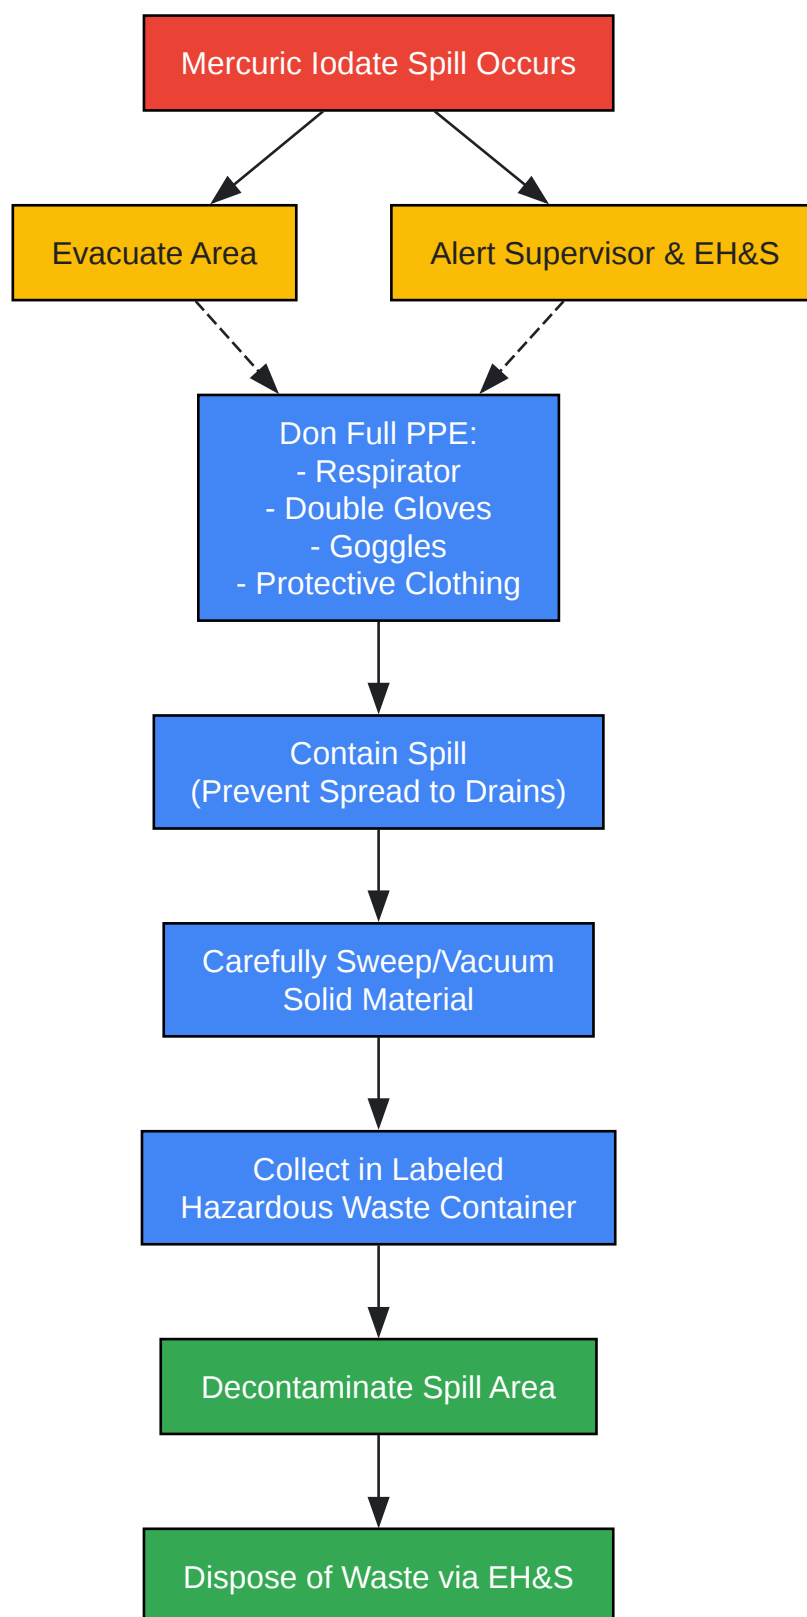 Mercuric Iodate Spill Occurs
Evacuate Area
Alert Supervisor & EH&S
Don Full PPE:
- Respirator
- Double Gloves
- Goggles
- Protective Clothing
Contain Spill
(Prevent Spread to Drains)
Carefully Sweep/Vacuum
Solid Material
Collect in Labeled
Hazardous Waste Container
Decontaminate Spill Area
Dispose of Waste via EH&S